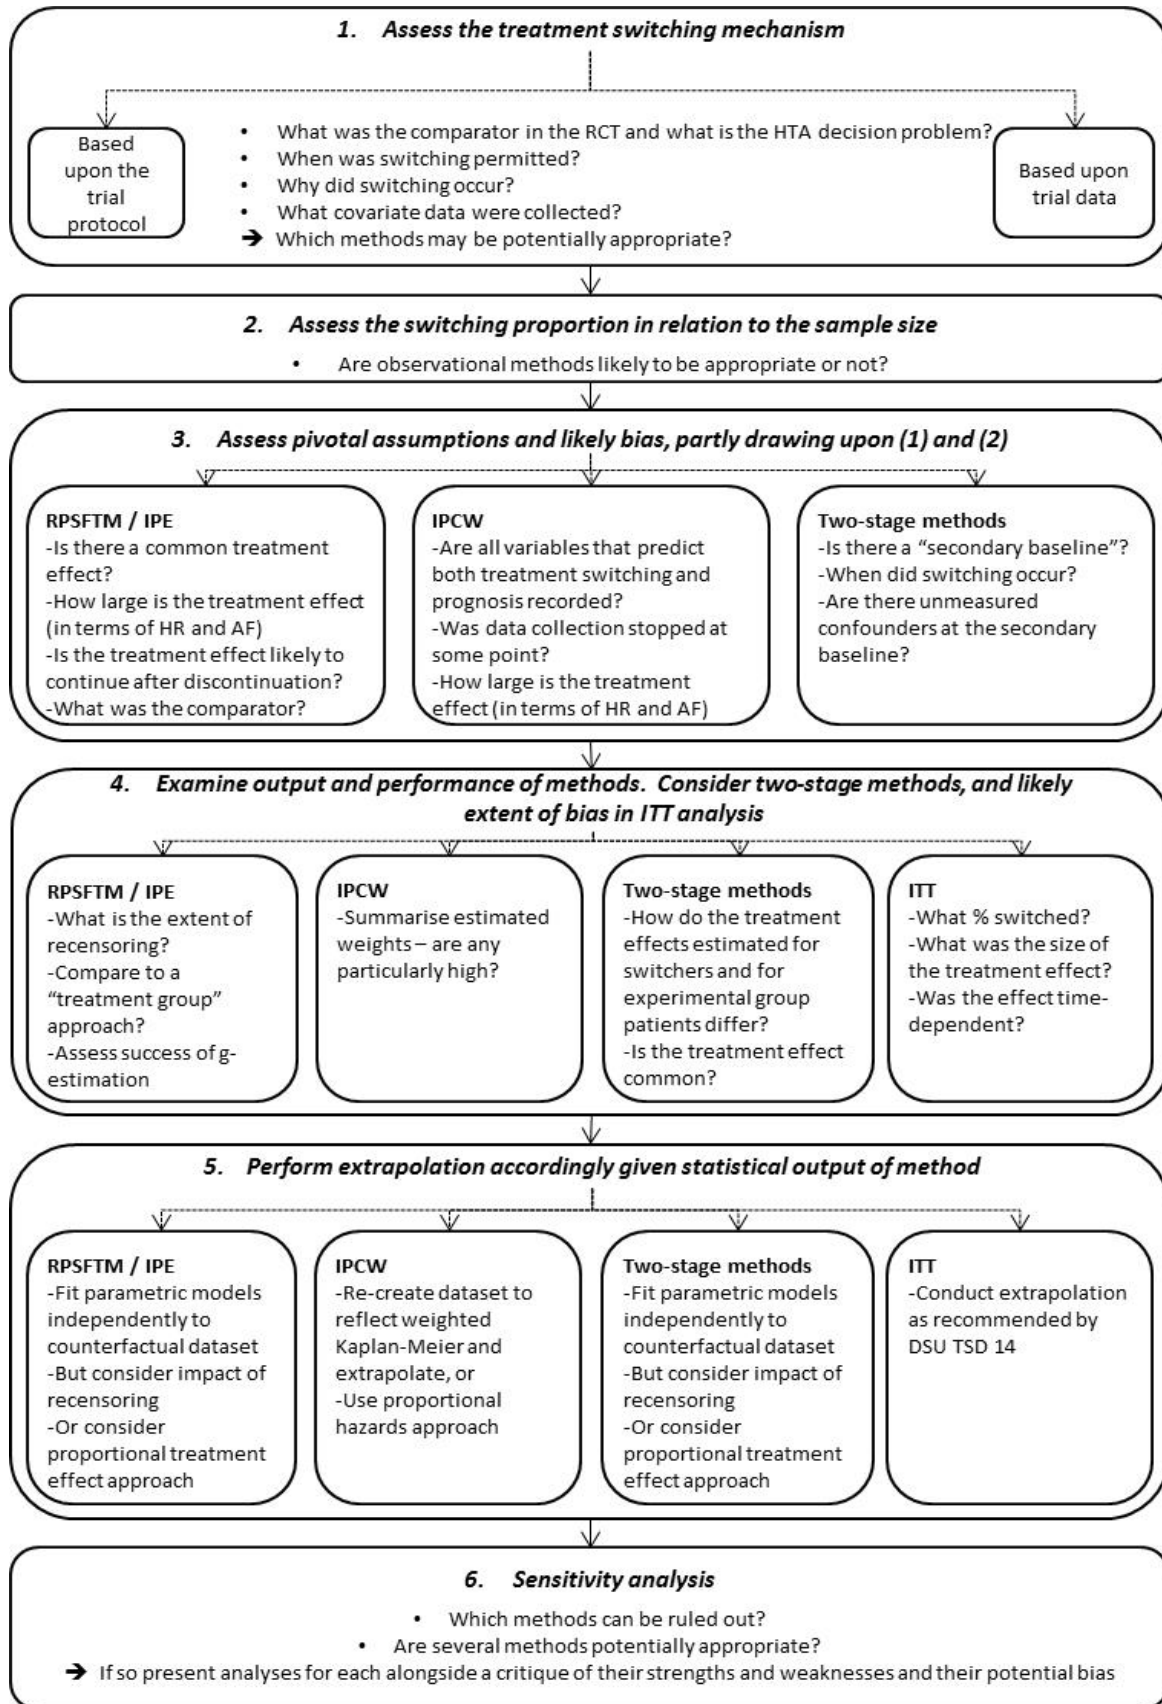 1. Assess the treatment switching mechanism
Based
upon the
trial
protocol
• What was the comparator in the RCT and what is the HTA decision problem?
• When was switching permitted?
• Why did switching occur?
• What covariate data were collected?
➔ Which methods may be potentially appropriate?
Based upon
trial data
2. Assess the switching proportion in relation to the sample size
• Are observational methods likely to be appropriate or not?
3. Assess pivotal assumptions and likely bias, partly drawing upon (1) and (2)
RPSFTM / IPE
-Is there a common treatment
effect?
-How large is the treatment effect
(in terms of HR and AF)
-Is the treatment effect likely to
continue after discontinuation?
-What was the comparator?
IPCW
-Are all variables that predict
both treatment switching and
prognosis recorded?
-Was data collection stopped at
some point?
-How large is the treatment
effect (in terms of HR and AF)
Two-stage methods
-Is there a “secondary baseline”?
-When did switching occur?
-Are there unmeasured
confounders at the secondary
baseline?
4. Examine output and performance of methods. Consider two-stage methods, and likely
extent of bias in ITT analysis
RPSFTM / IPE
-What is the extent of
recensoring?
-Compare to a
“treatment group”
approach?
-Assess success of g-
estimation
IPCW
-Summarise estimated
weights – are any
particularly high?
Two-stage methods
-How do the treatment
effects estimated for
switchers and for
experimental group
patients differ?
-Is the treatment effect
common?
ITT
-What % switched?
-What was the size of
the treatment effect?
-Was the effect time-
dependent?
5. Perform extrapolation accordingly given statistical output of method
RPSFTM / IPE
-Fit parametric models
independently to
counterfactual dataset
-But consider impact of
recensoring
-Or consider
proportional treatment
effect approach
IPCW
-Re-create dataset to
reflect weighted
Kaplan-Meier and
extrapolate, or
-Use proportional
hazards approach
Two-stage methods
-Fit parametric models
independently to
counterfactual dataset
-But consider impact of
recensoring
-Or consider
proportional treatment
effect approach
ITT
-Conduct extrapolation
as recommended by
DSU TSD 14
6. Sensitivity analysis
• Which methods can be ruled out?
• Are several methods potentially appropriate?
➔ If so present analyses for each alongside a critique of their strengths and weaknesses and their potential bias